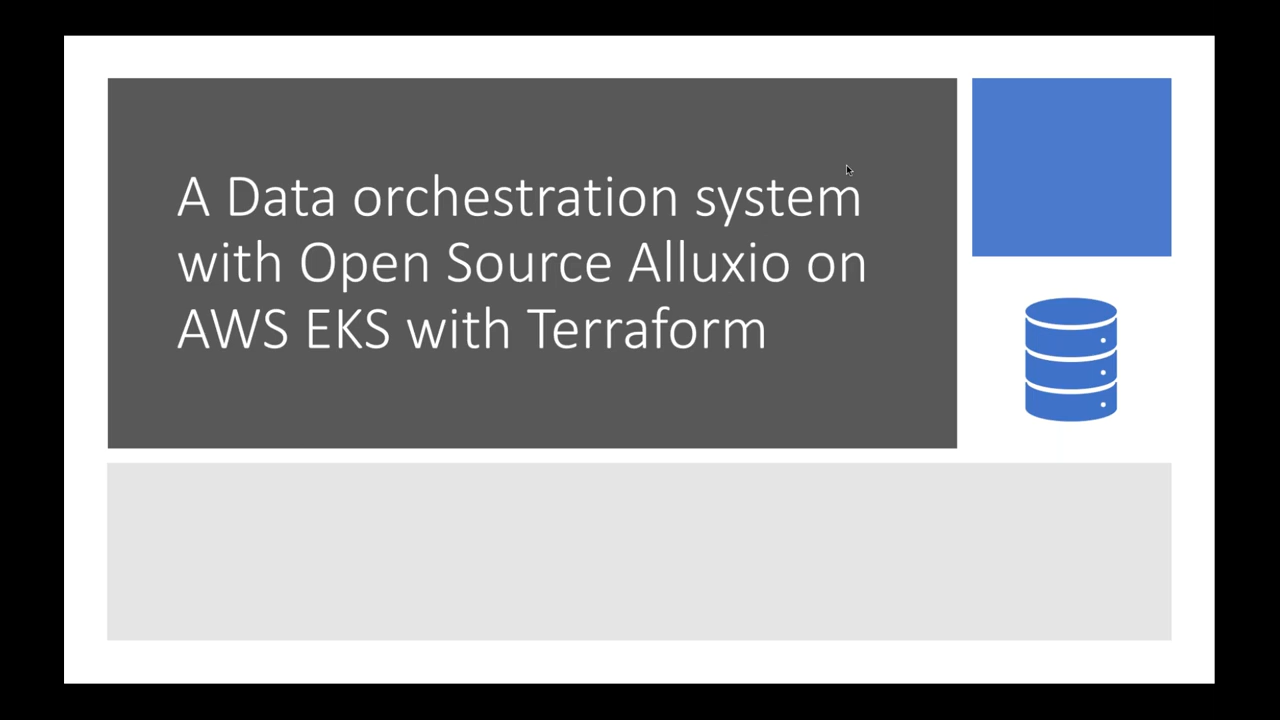 A Data orchestration system
with Open Source Alluxio on
AWS EKS with Terraform